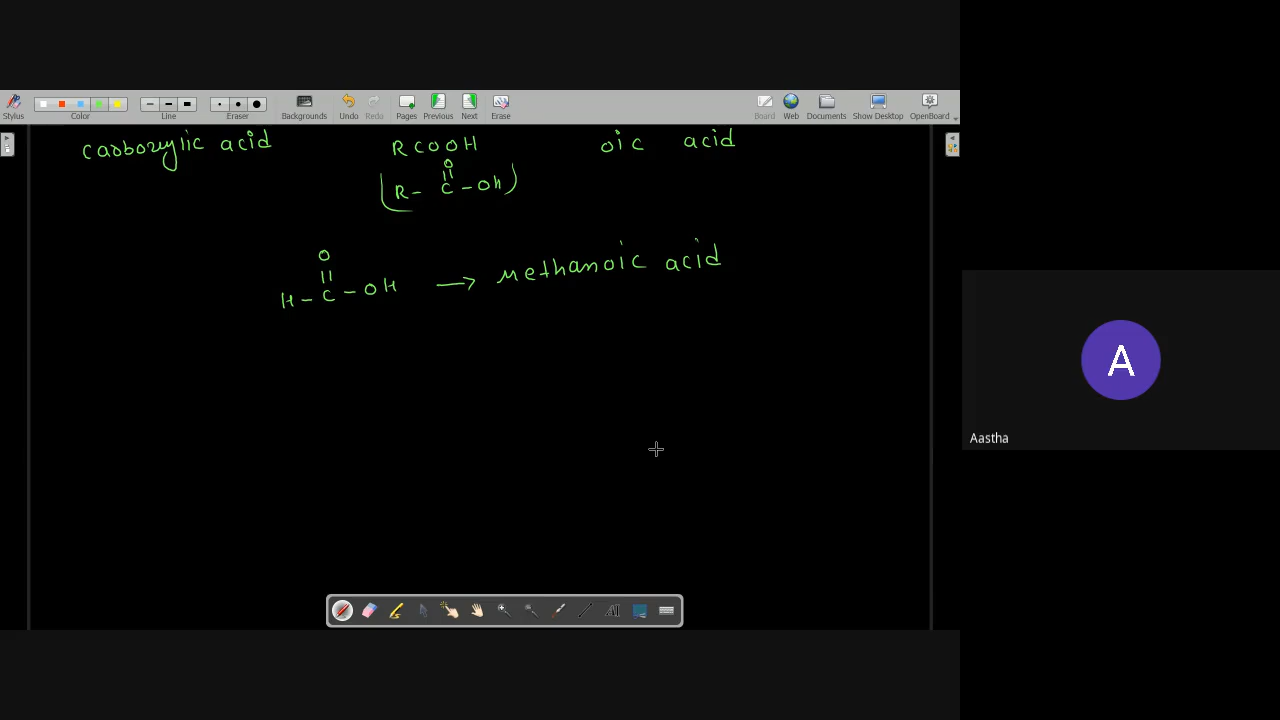 Stylus Color Line Eraser Backgrounds Undo Redo Pages Previous Next Erase Board Web Documents Show Desktop OpenBoard
carboxylic acid RCOOH oic acid
O
||
(R - C - Oh)
O
||
H - C - OH → Methanoic acid
A
Aastha